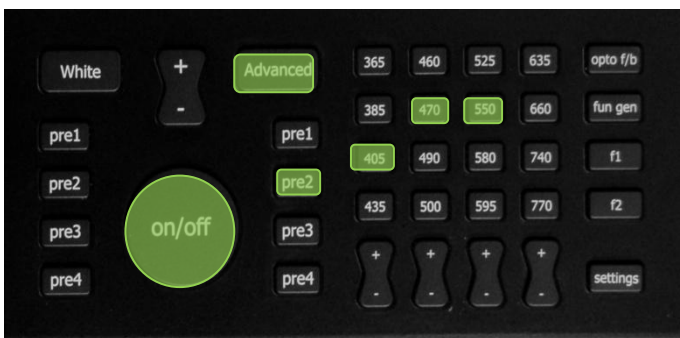 White + Advanced 365 460 525 635 opto f/b
-
385 470 550 660 fun gen
pre1 pre1
405 490 580 740 f1
pre2 pre2
on/off
435 500 595 770 f2
pre3 pre3
+ + + +
pre4 pre4 settings
- - - -